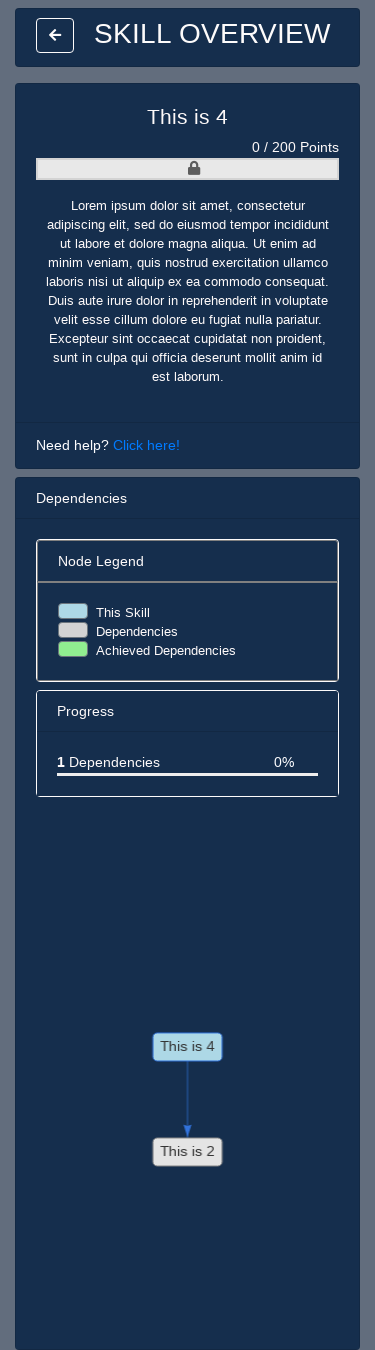 SKILL OVERVIEW
This is 4
0 / 200 Points
Lorem ipsum dolor sit amet, consectetur
adipiscing elit, sed do eiusmod tempor incididunt
ut labore et dolore magna aliqua. Ut enim ad
minim veniam, quis nostrud exercitation ullamco
laboris nisi ut aliquip ex ea commodo consequat.
Duis aute irure dolor in reprehenderit in voluptate
velit esse cillum dolore eu fugiat nulla pariatur.
Excepteur sint occaecat cupidatat non proident,
sunt in culpa qui officia deserunt mollit anim id
est laborum.
Need help? Click here!
Dependencies
Node Legend
This Skill
Dependencies
Achieved Dependencies
Progress
1 Dependencies 0%
This is 4
This is 2